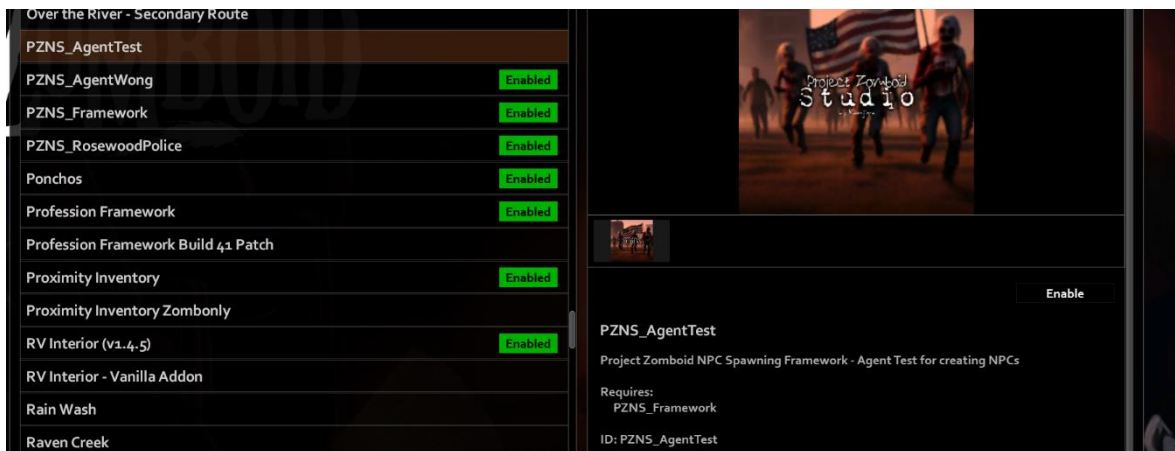 Over the River - Secondary Route
PZNS_AgentTest
PZNS_AgentWong
Enabled
PZNS_Framework
Enabled
PZNS_RosewoodPolice
Enabled
Ponchos
Enabled
Profession Framework
Enabled
Profession Framework Build 41 Patch
Proximity Inventory
Enabled
Proximity Inventory Zombonly
RV Interior (v1.4.5)
Enabled
RV Interior - Vanilla Addon
Rain Wash
Raven Creek
Project Zomboid
Studio
Enable
PZNS_AgentTest
Project Zomboid NPC Spawning Framework - Agent Test for creating NPCs
Requires:
PZNS_Framework
ID: PZNS_AgentTest